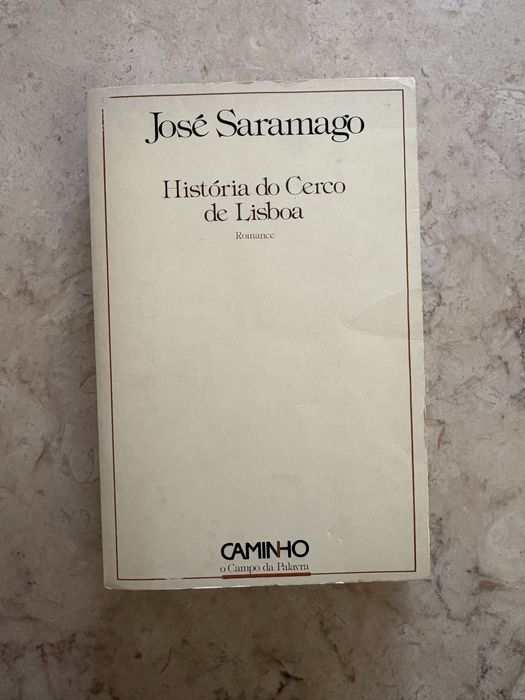 José Saramago
História do Cerco
de Lisboa
Romance
CAMINHO
o Campo da Palavra